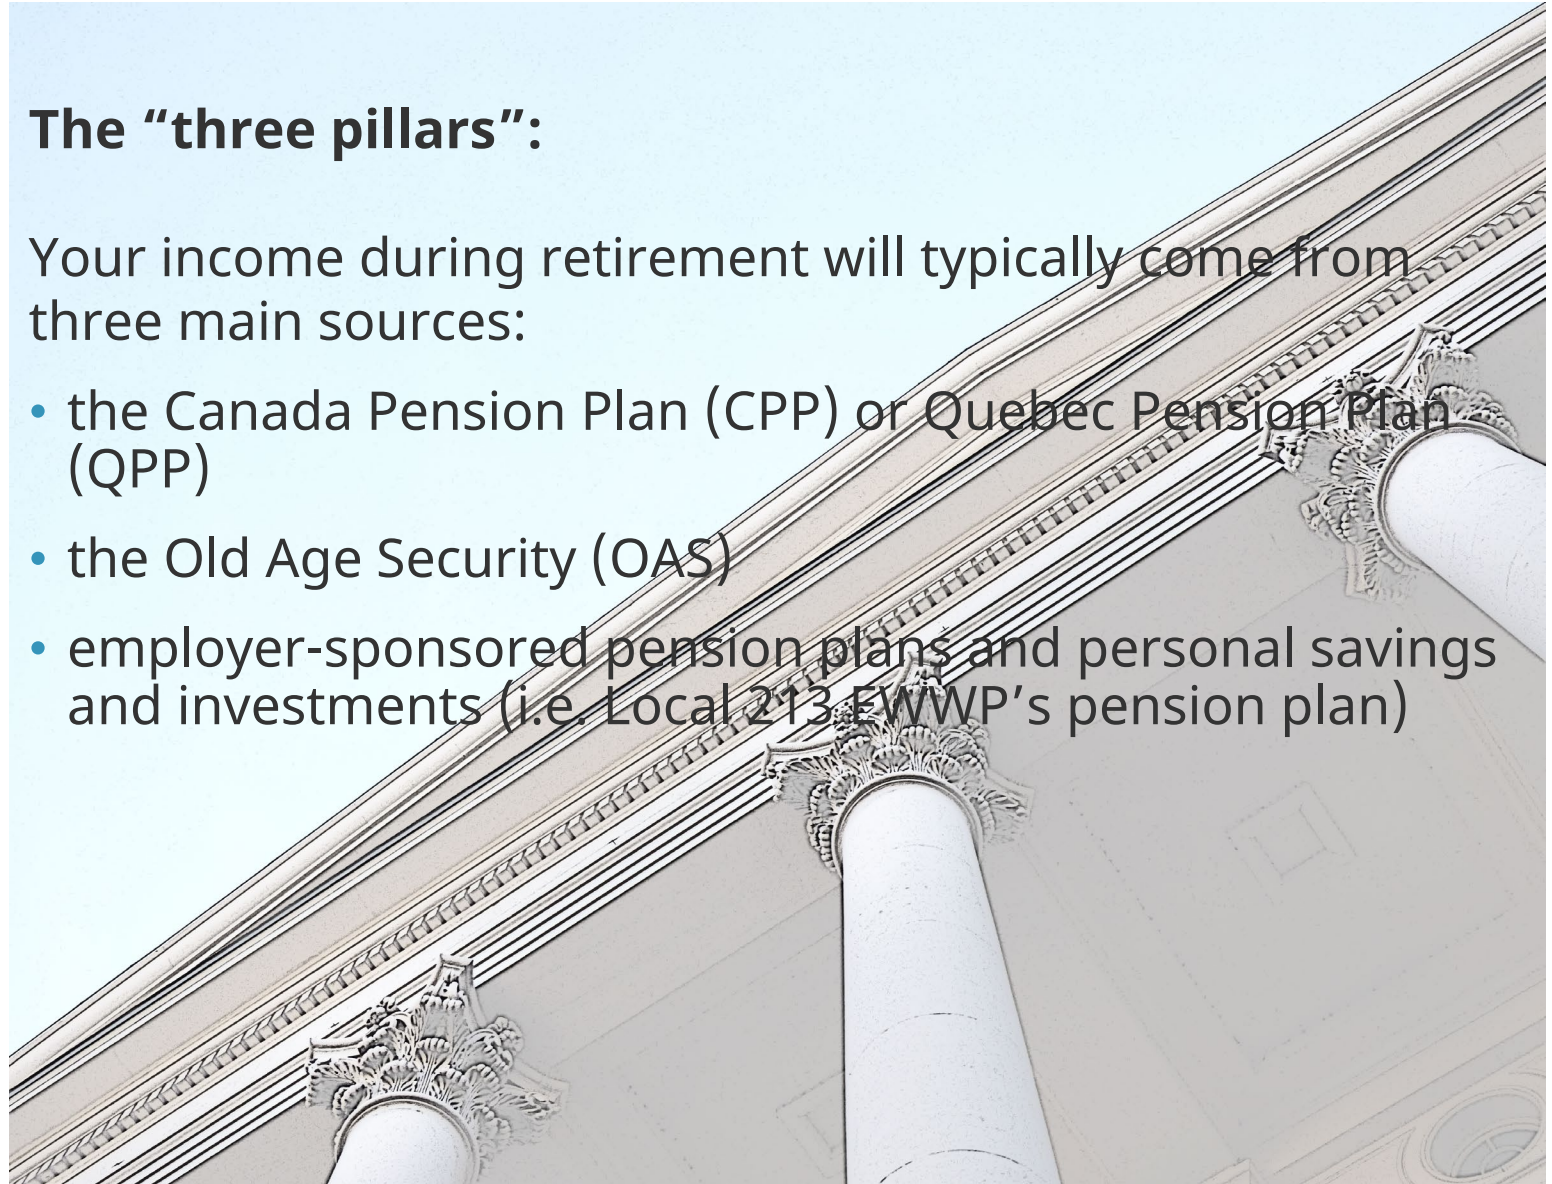 The “three pillars”:
Your income during retirement will typically come from
three main sources:
• the Canada Pension Plan (CPP) or Quebec Pension Plan
(QPP)
• the Old Age Security (OAS)
• employer-sponsored pension plans and personal savings
and investments (i.e. Local 213 EWWP’s pension plan)